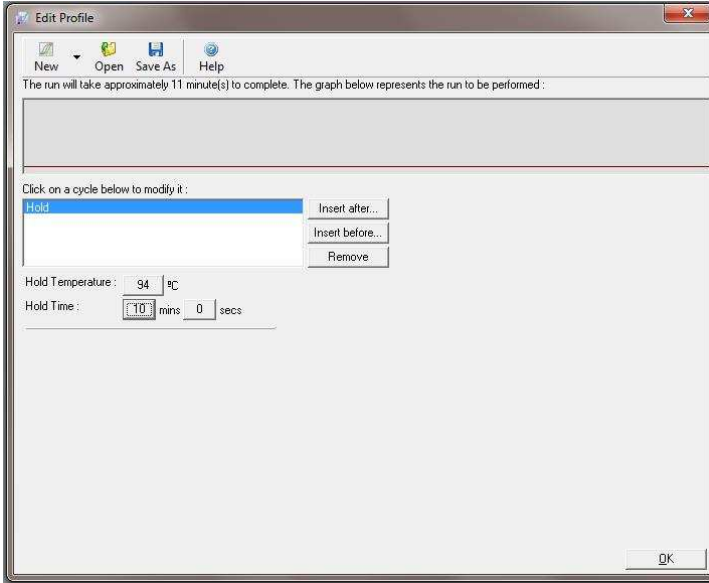 Edit Profile
New Open Save As Help
The run will take approximately 11 minute(s) to complete. The graph below represents the run to be performed :
Click on a cycle below to modify it :
Hold
Insert after...
Insert before...
Remove
Hold Temperature : 94 ºC
Hold Time : 10 mins 0 secs
OK